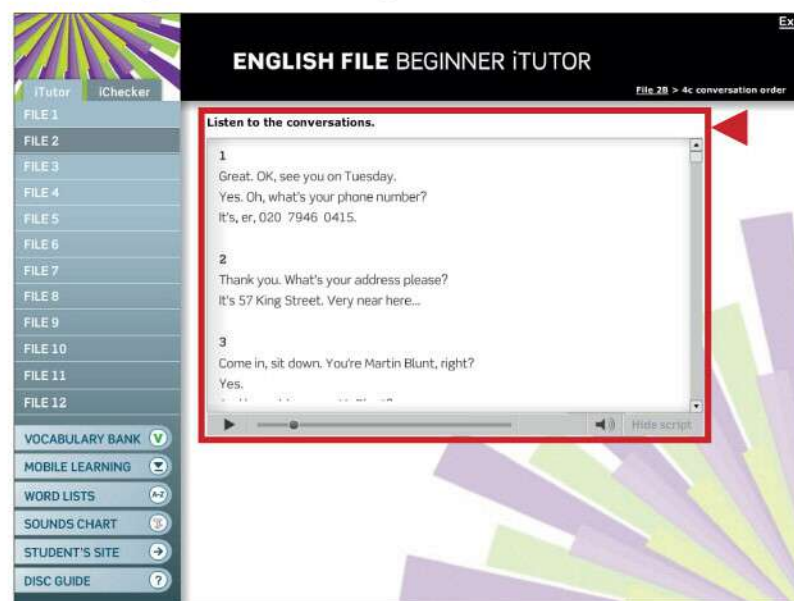 Ex
ENGLISH FILE BEGINNER iTUTOR
iTutor iChecker
File 2B > 4c conversation order
FILE 1
FILE 2
FILE 3
FILE 4
FILE 5
FILE 6
FILE 7
FILE 8
FILE 9
FILE 10
FILE 11
FILE 12
VOCABULARY BANK V
MOBILE LEARNING
WORD LISTS A-Z
SOUNDS CHART
STUDENT'S SITE
DISC GUIDE ?
Listen to the conversations.
1
Great. OK, see you on Tuesday.
Yes. Oh, what's your phone number?
It's, er, 020 7946 0415.
2
Thank you. What's your address please?
It's 57 King Street. Very near here...
3
Come in, sit down. You're Martin Blunt, right?
Yes.
Hide script